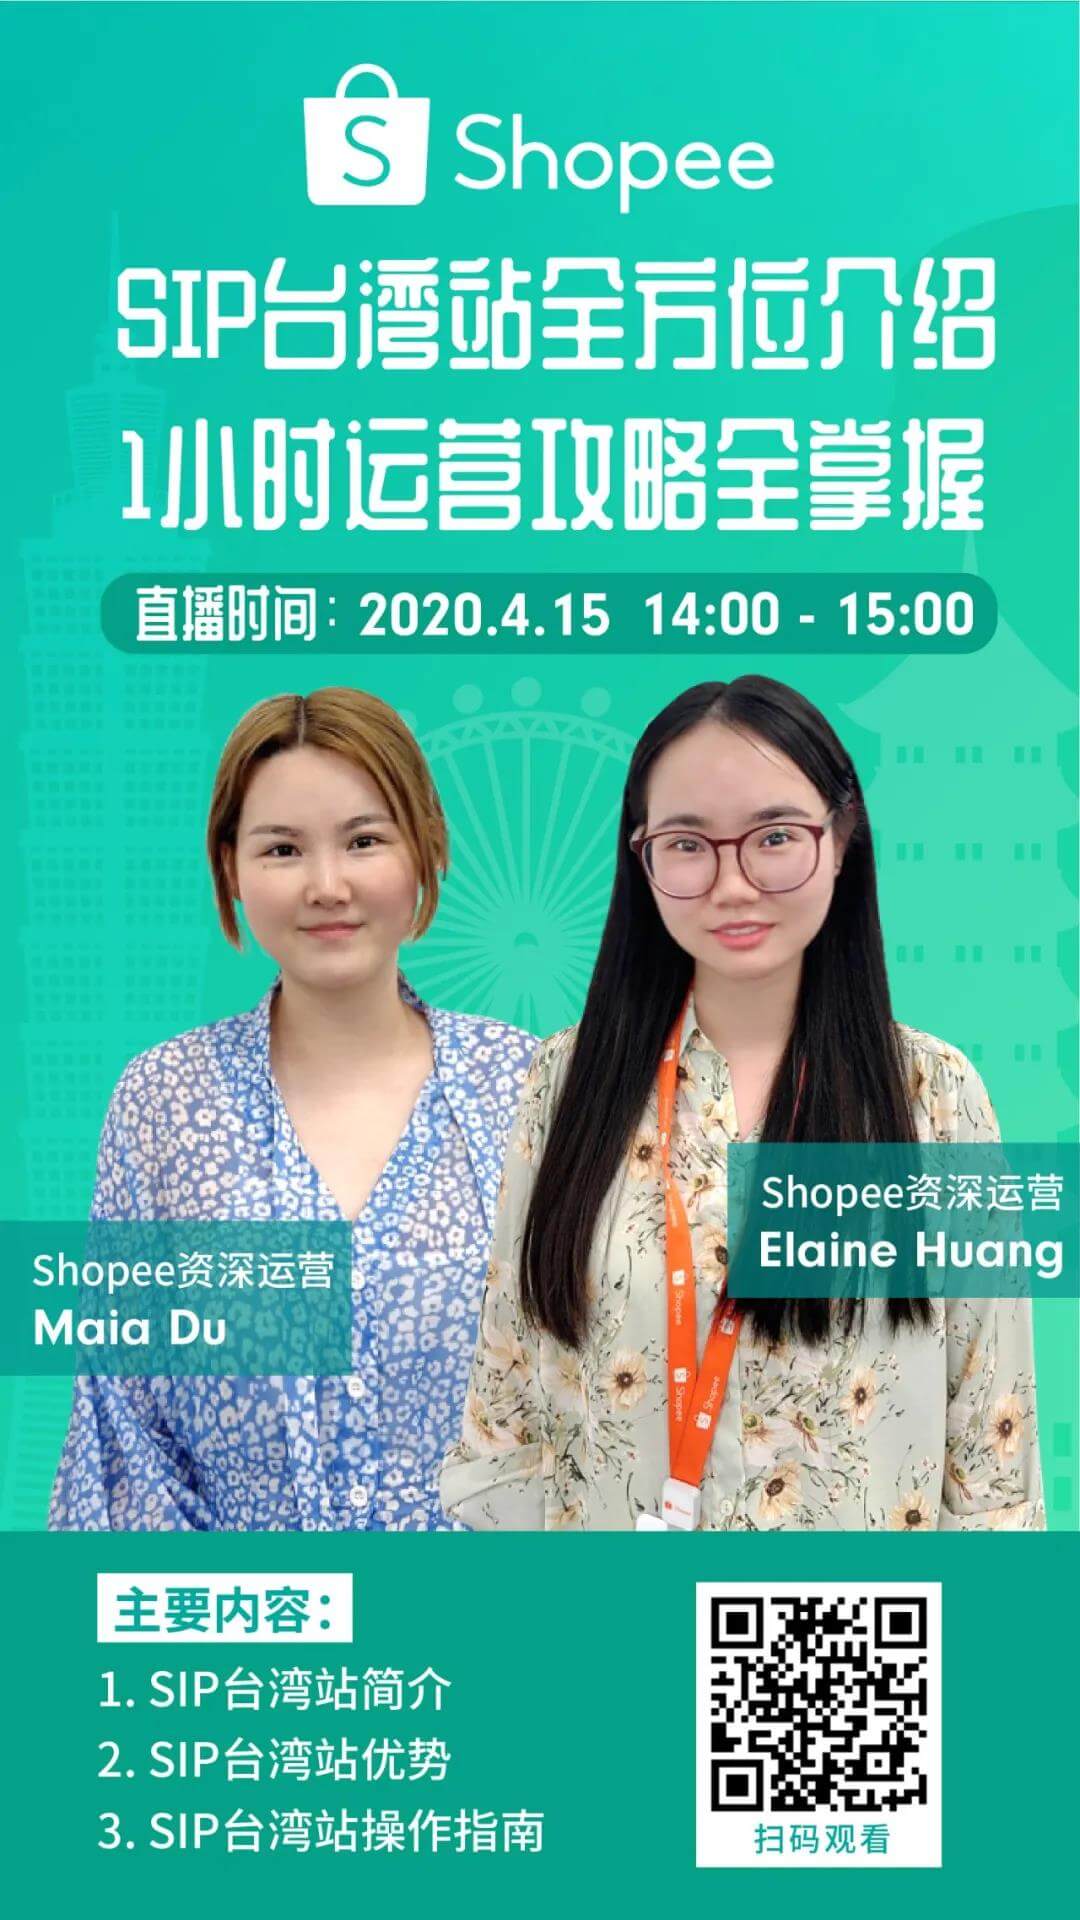 S Shopee
SIP台湾站全方位介绍
1小时运营攻略全掌握
直播时间：2020.4.15 14:00 - 15:00
Shopee资深运营
Elaine Huang
Shopee资深运营
Maia Du
Shopee
Shopee
Shopee
主要内容：
1. SIP台湾站简介
2. SIP台湾站优势
3. SIP台湾站操作指南
扫码观看